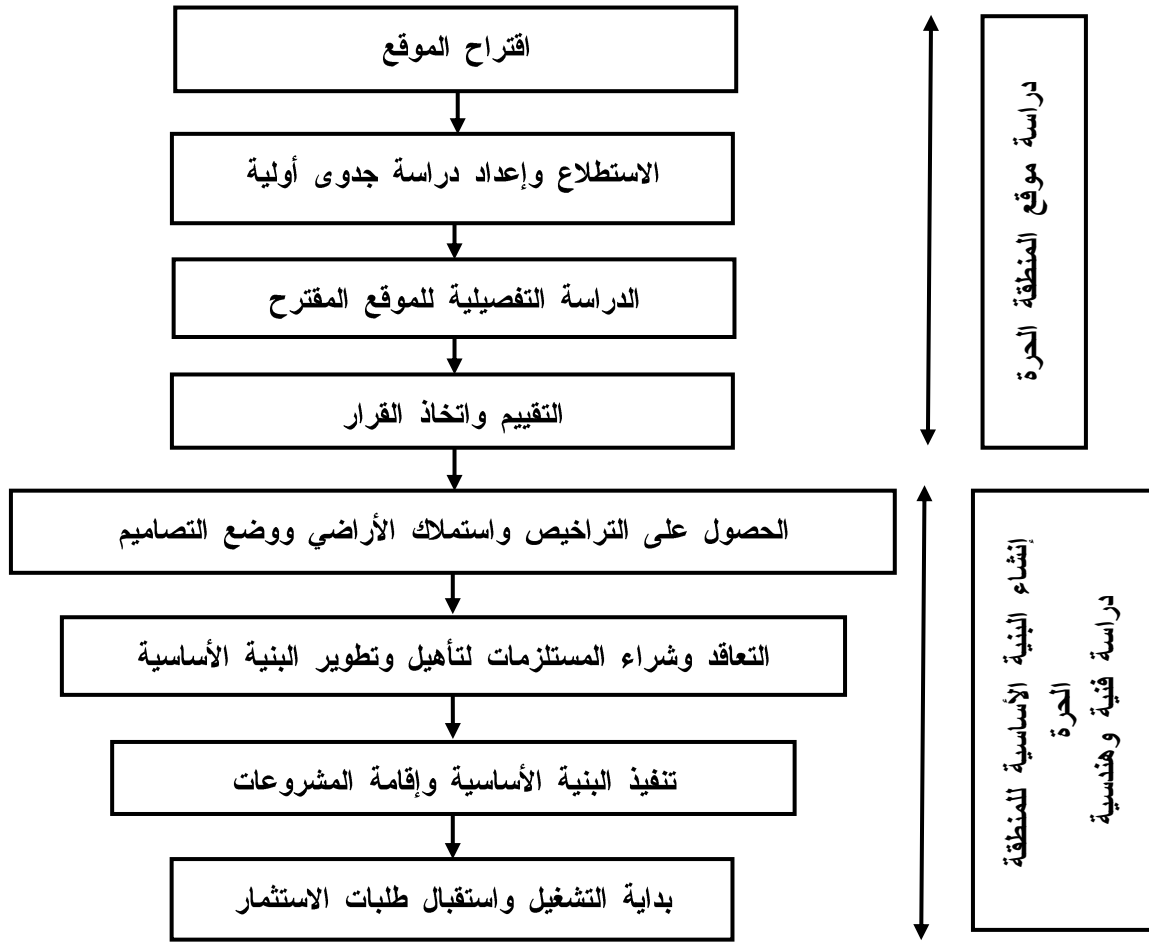 اقتراح الموقع
الاستطلاع وإعداد دراسة جدوى أولية
الدراسة التفصيلية للموقع المقترح
التقييم واتخاذ القرار
دراسة موقع المنطقة الحرة
الحصول على التراخيص واستملاك الأراضي ووضع التصاميم
التعاقد وشراء المستلزمات لتأهيل وتطوير البنية الأساسية
تنفيذ البنية الأساسية وإقامة المشروعات
بداية التشغيل واستقبال طلبات الاستثمار
إنشاء البنية الأساسية للمنطقة
الحرة
دراسة فنية وهندسية